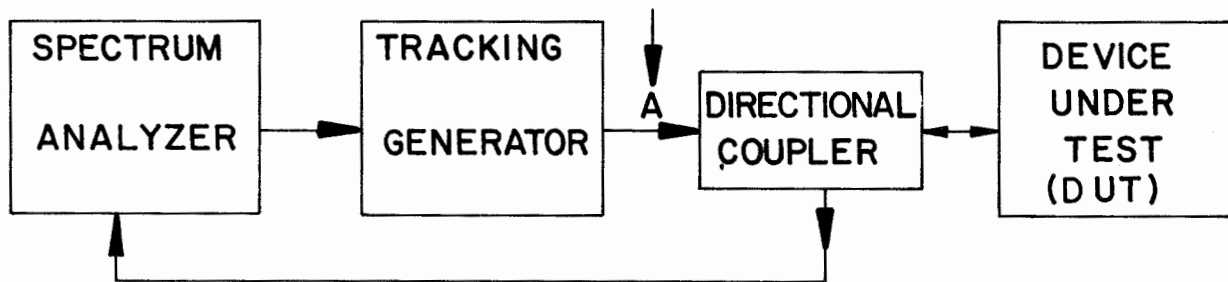 SPECTRUM
ANALYZER
TRACKING
GENERATOR
A
DIRECTIONAL
COUPLER
DEVICE
UNDER
TEST
(DUT)